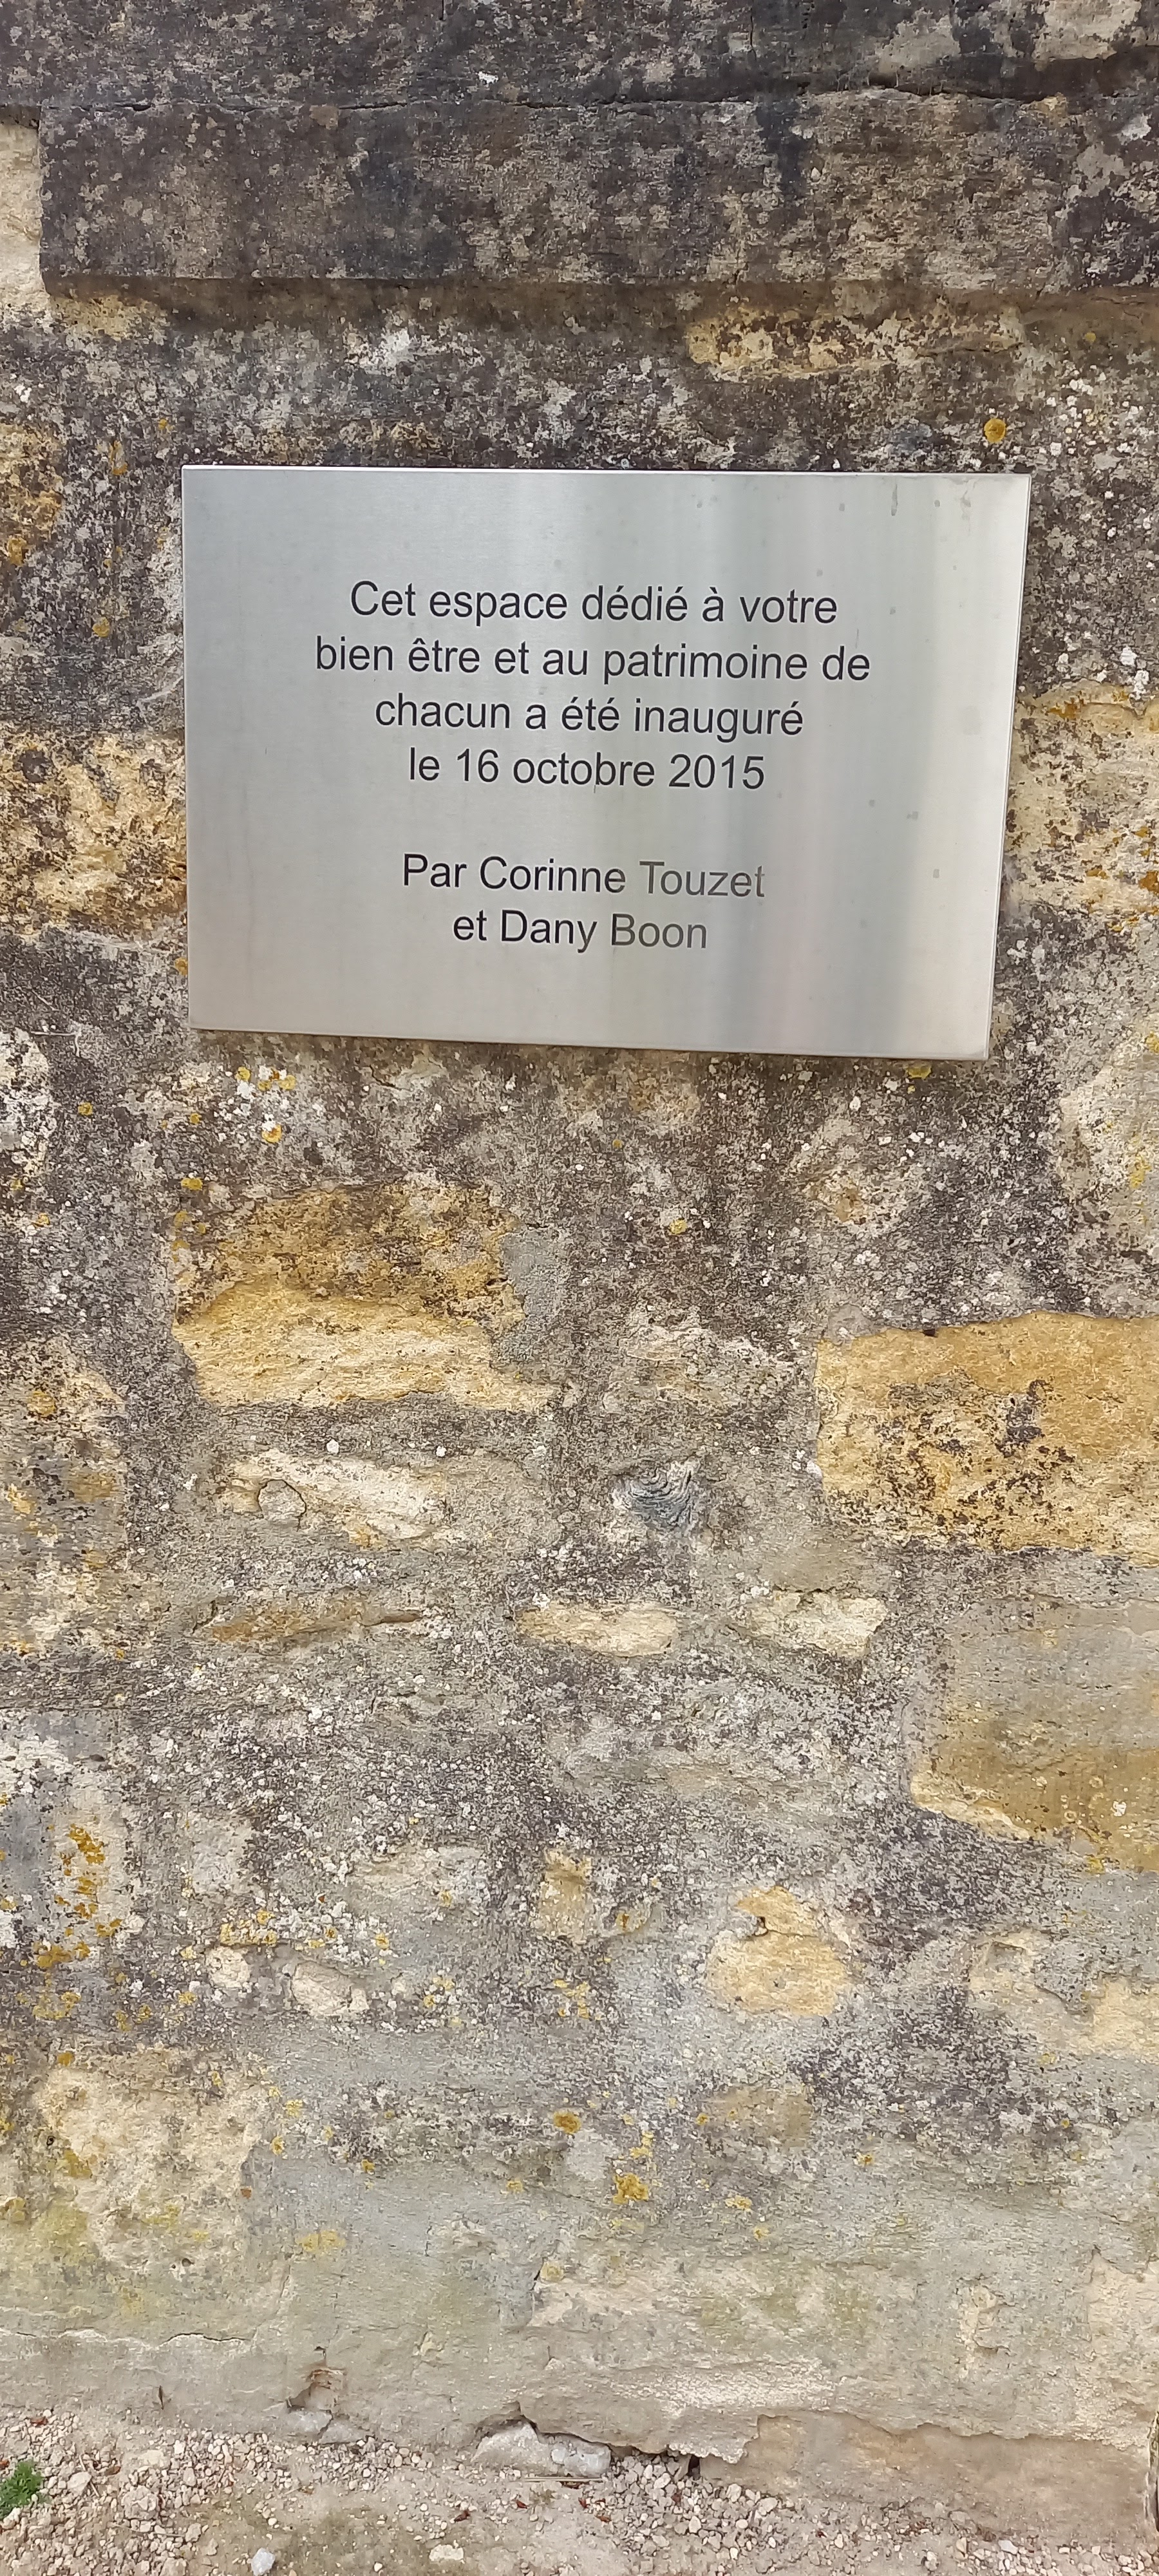 Cet espace dédié à votre
bien être et au patrimoine de
chacun a été inauguré
le 16 octobre 2015
Par Corinne Touzet
et Dany Boon